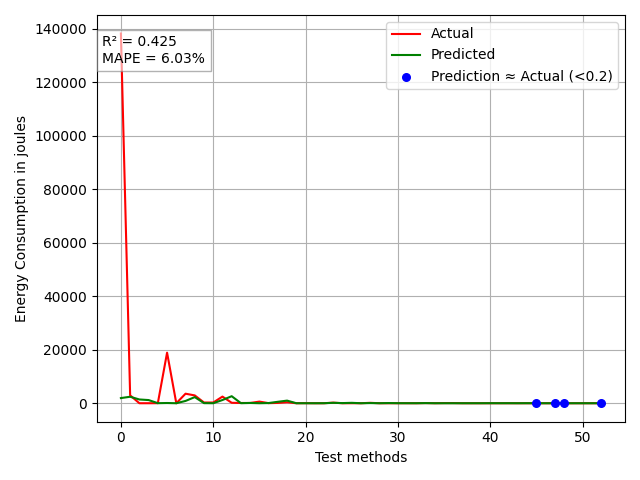 R² = 0.425
MAPE = 6.03%
Actual
Predicted
Prediction ≈ Actual (<0.2)
Energy Consumption in joules
140000
120000
100000
80000
60000
40000
20000
0
0 10 20 30 40 50
Test methods